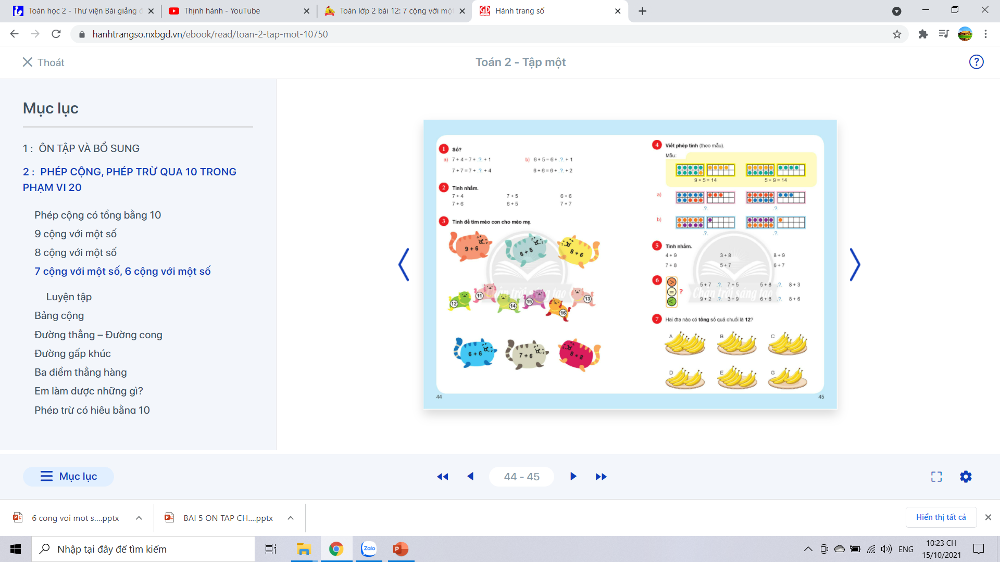 Toán học 2 - Thư viện Bài giảng đ
Thịnh hành - YouTube
Toán lớp 2 bài 12: 7 cộng với mộ
Hành trang số
hanhtrangso.nxbgd.vn/ebook/read/toan-2-tap-mot-10750
Thoát
Toán 2 - Tập một
?
Mục lục
1 : ÔN TẬP VÀ BỔ SUNG
2 : PHÉP CỘNG, PHÉP TRỪ QUA 10 TRONG
PHẠM VI 20
Phép cộng có tổng bằng 10
9 cộng với một số
8 cộng với một số
7 cộng với một số, 6 cộng với một số
Luyện tập
Bảng cộng
Đường thẳng – Đường cong
Đường gấp khúc
Ba điểm thẳng hàng
Em làm được những gì?
Phép trừ có hiệu bằng 10
1 Số?
a) 7 + 4 = 7 + .?. + 1 b) 6 + 5 = 6 + .?. + 1
7 + 7 = 7 + .?. + 4 6 + 6 = 6 + .?. + 2
2 Tính nhẩm.
7 + 4 7 + 5 6 + 6
7 + 6 6 + 5 7 + 7
3 Tính để tìm mèo con cho mèo mẹ.
9 + 6 6 + 5 8 + 6
12 11 14 15 16 13
6 + 6 7 + 6 8 + 8
44
4 Viết phép tính (theo mẫu).
Mẫu:
9 + 5 = 14 5 + 9 = 14
a)
.?. .?.
b)
.?. .?.
5 Tính nhẩm.
4 + 9 3 + 8 8 + 9
7 + 8 5 + 7 6 + 7
6 > = < ?
5 + 7 .?. 7 + 5 5 + 8 .?. 8 + 3
9 + 2 .?. 3 + 9 6 + 8 .?. 8 + 6
7 Hai đĩa nào có tổng số quả chuối là 12?
A B C
D E G
45
Chân trời sáng tạo
Chân trời sáng tạo
Mục lục
44 - 45
6 cong voi mot s....pptx
BAI 5 ON TAP CH....pptx
Hiển thị tất cả
Nhập tại đây để tìm kiếm
Zalo
ENG
10:23 CH
15/10/2021